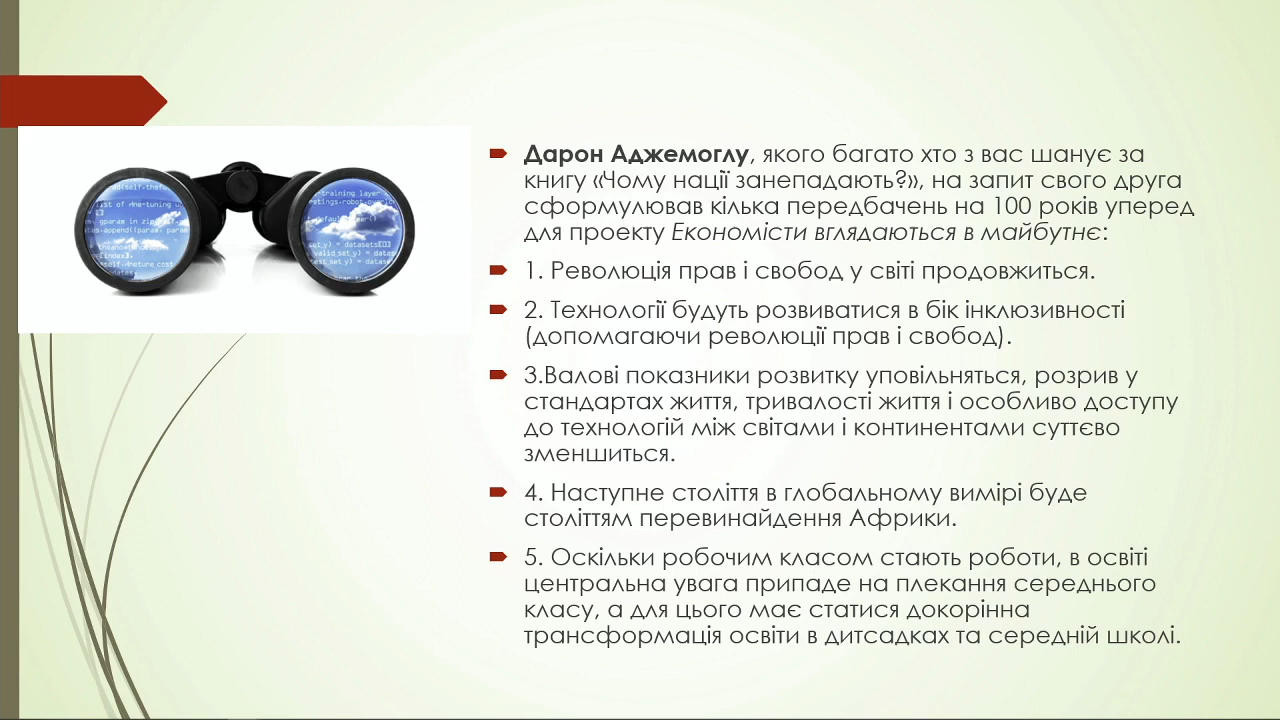 Дарон Аджемоглу, якого багато хто з вас шанує за
книгу «Чому нації занепадають?», на запит свого друга
сформулював кілька передбачень на 100 років уперед
для проекту Економісти вглядаються в майбутнє:
1. Революція прав і свобод у світі продовжиться.
2. Технології будуть розвиватися в бік інклюзивності
(допомагаючи революції прав і свобод).
3.Валові показники розвитку уповільняться, розрив у
стандартах життя, тривалості життя і особливо доступу
до технологій між світами і континентами суттєво
зменшиться.
4. Наступне століття в глобальному вимірі буде
століттям перевинайдення Африки.
5. Оскільки робочим класом стають роботи, в освіті
центральна увага припаде на плекання середнього
класу, а для цього має статися докорінна
трансформація освіти в дитсадках та середній школі.